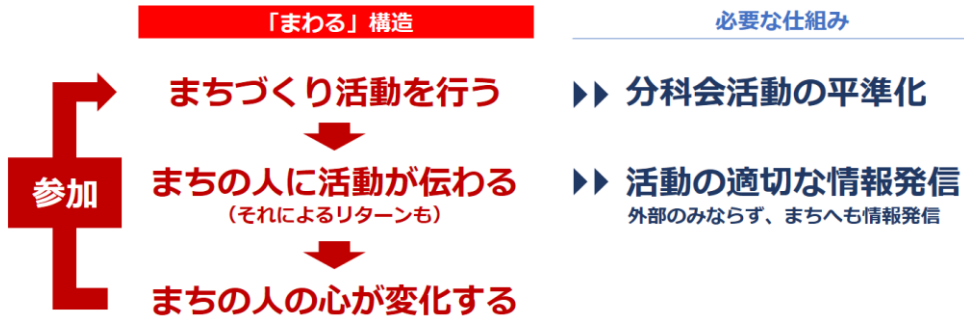 「まわる」構造
必要な仕組み
まちづくり活動を行う
分科会活動の平準化
参加
まちの人に活動が伝わる
（それによるリターンも）
活動の適切な情報発信
外部のみならず、まちへも情報発信
まちの人の心が変化する